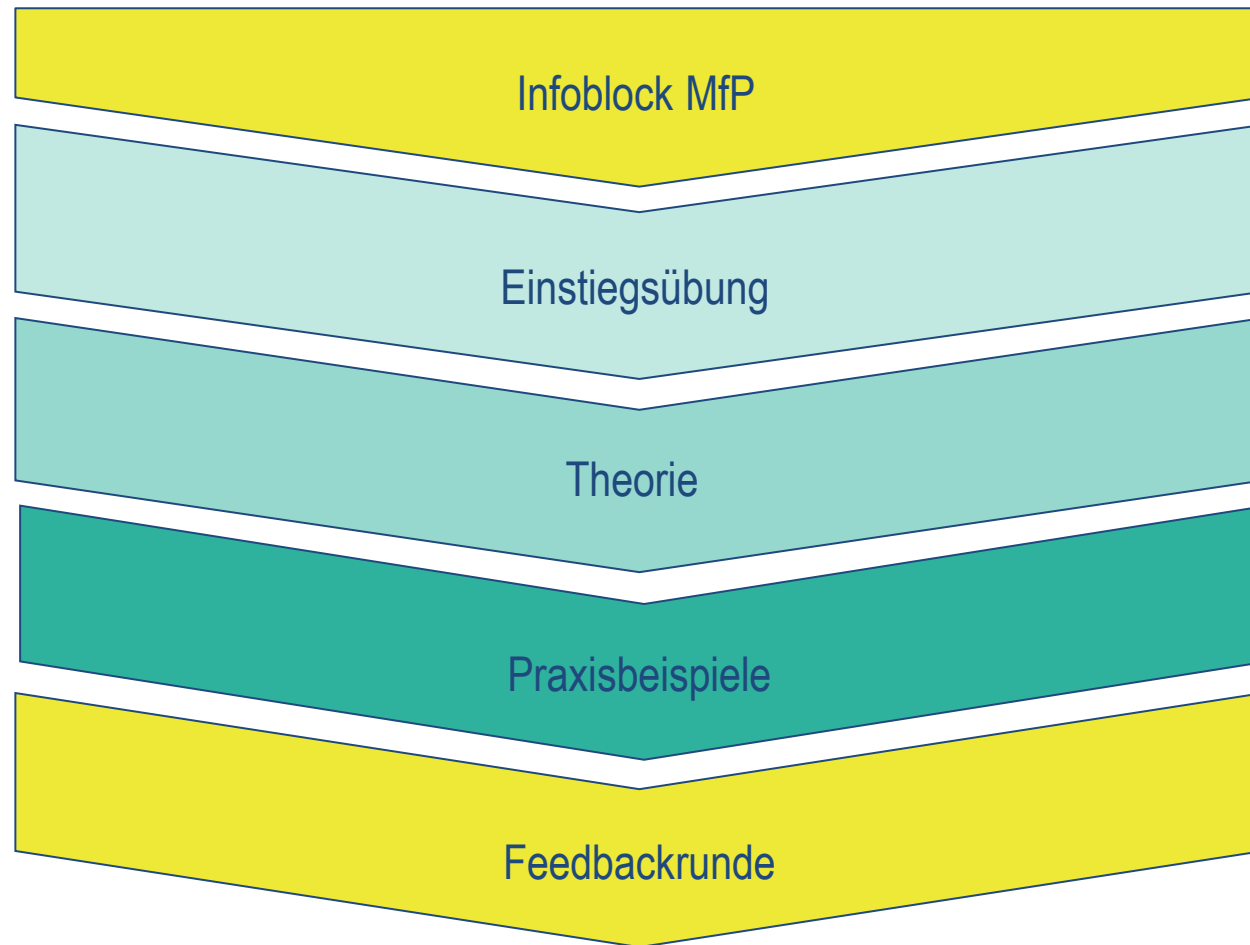 Infoblock MfP
Einstiegsübung
Theorie
Praxisbeispiele
Feedbackrunde